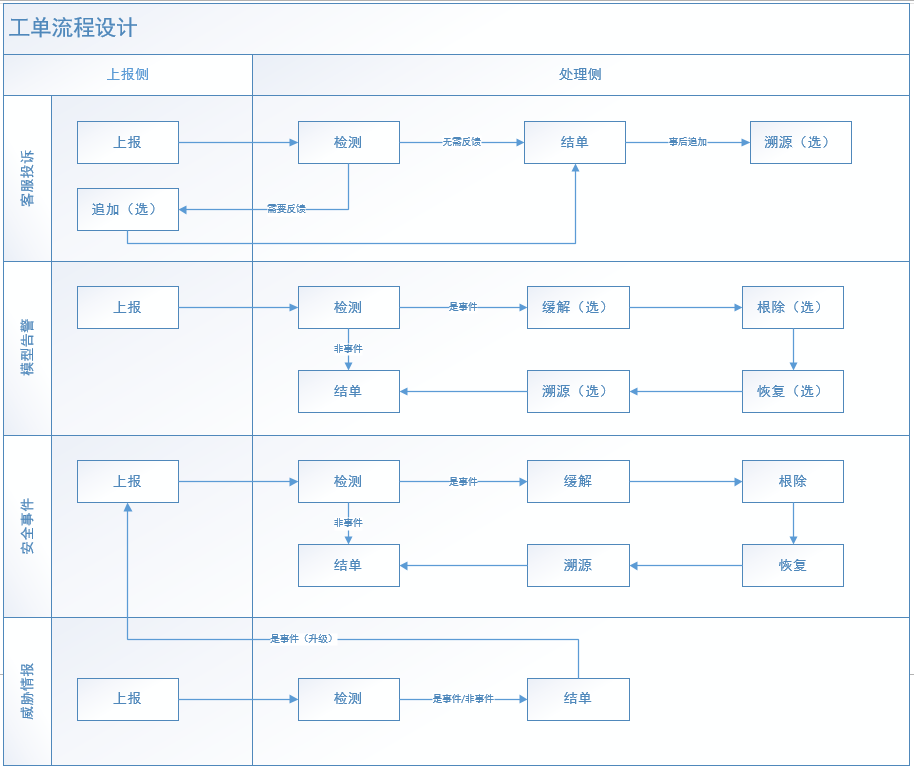 工单流程设计
上报侧
处理侧
客服投诉
上报
检测
无需反馈
结单
事后追加
溯源（选）
追加（选）
需要反馈
模型告警
上报
检测
是事件
缓解（选）
根除（选）
非事件
结单
溯源（选）
恢复（选）
安全事件
上报
检测
是事件
缓解
根除
非事件
结单
溯源
恢复
威胁情报
是事件（升级）
上报
检测
是事件/非事件
结单